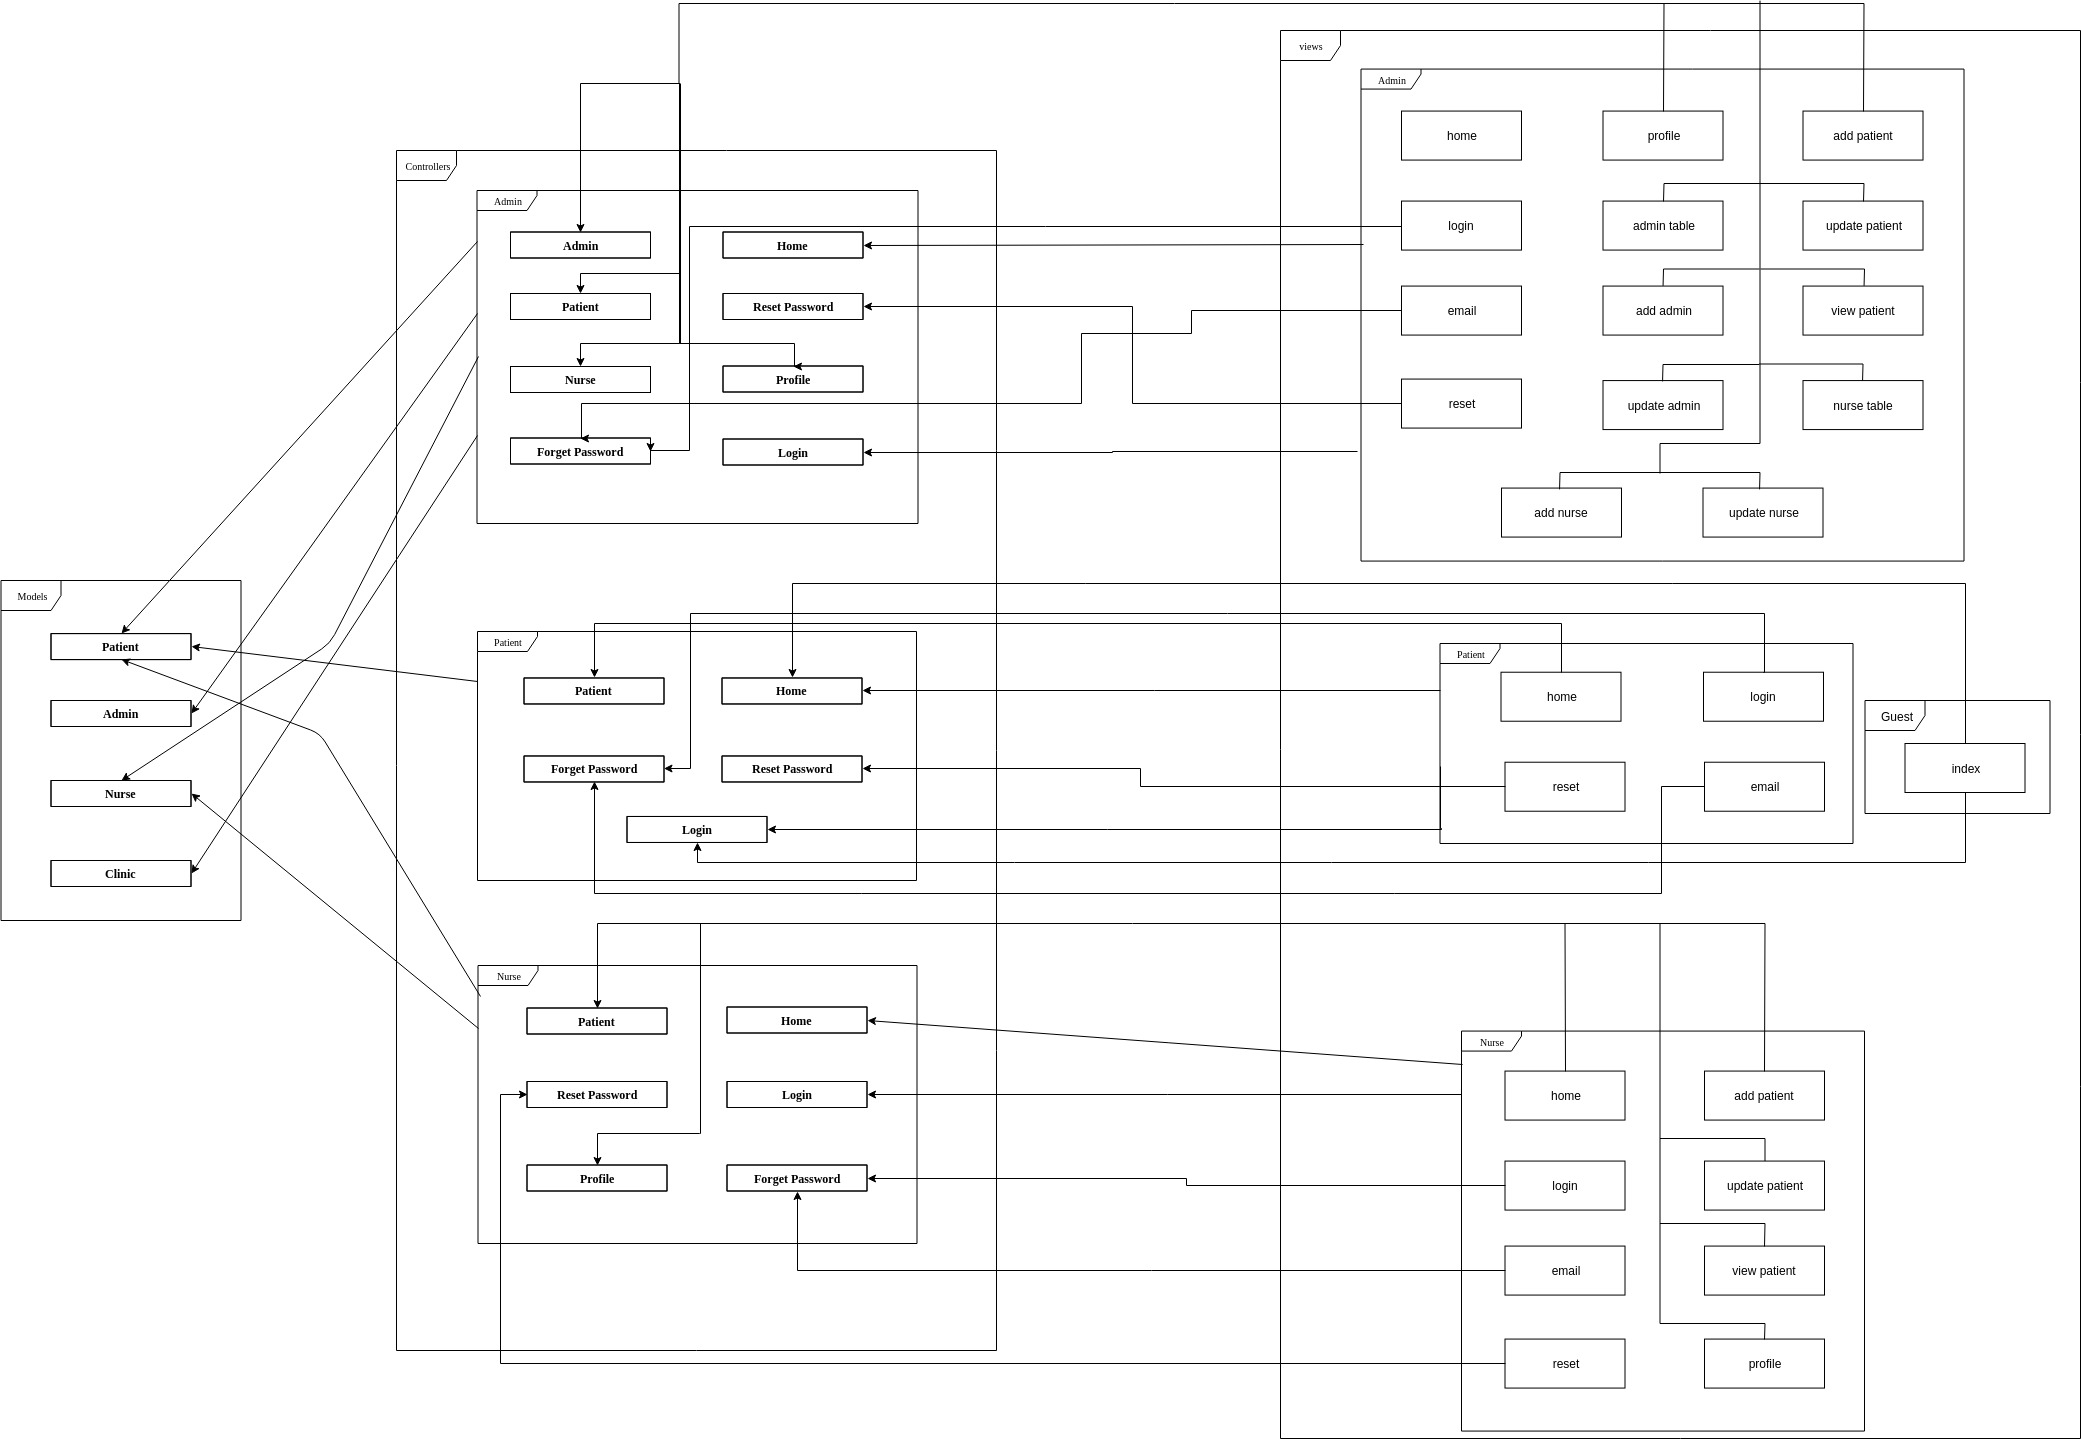 views
Admin
home
profile
add patient
login
admin table
update patient
email
add admin
view patient
reset
update admin
nurse table
add nurse
update nurse
Controllers
Admin
Admin
Home
Patient
Reset Password
Nurse
Profile
Forget Password
Login
Models
Patient
Admin
Nurse
Clinic
Patient
Patient
Home
Forget Password
Reset Password
Login
Patient
home
login
reset
email
Guest
index
Nurse
Patient
Home
Reset Password
Login
Profile
Forget Password
Nurse
home
add patient
login
update patient
email
view patient
reset
profile